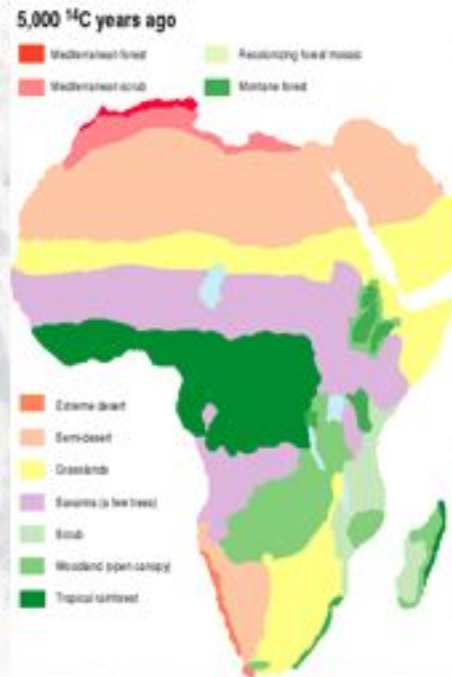 5,000 ¹⁴C years ago
Mediterranean forest
Recolonizing forest mosaic
Mediterranean scrub
Montane forest
Extreme desert
Semi-desert
Grasslands
Savanna (a few trees)
Scrub
Woodland (open canopy)
Tropical rainforest